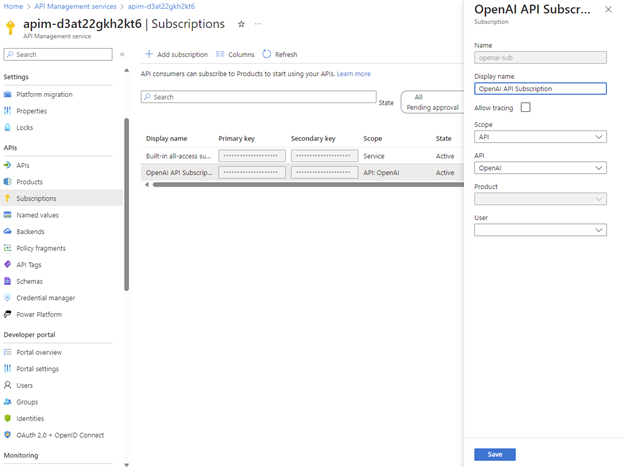 Home > API Management services > apim-d3at22gkh2kt6
apim-d3at22gkh2kt6 | Subscriptions
API Management service
Search
Settings
Platform migration
Properties
Locks
APIs
APIs
Products
Subscriptions
Named values
Backends
Policy fragments
API Tags
Schemas
Credential manager
Power Platform
Developer portal
Portal overview
Portal settings
Users
Groups
Identities
OAuth 2.0 + OpenID Connect
Monitoring
Add subscription Columns Refresh
API consumers can subscribe to Products to start using your APIs. Learn more
Search
State
All
Pending approval
Display name Primary key Secondary key Scope State
Built-in all-access su... Service Active
OpenAI API Subscrip... API: OpenAI Active
OpenAI API Subscr...
Subscription
Name
openai-sub
Display name
OpenAI API Subscription
Allow tracing
Scope
API
API
OpenAI
Product
User
Save